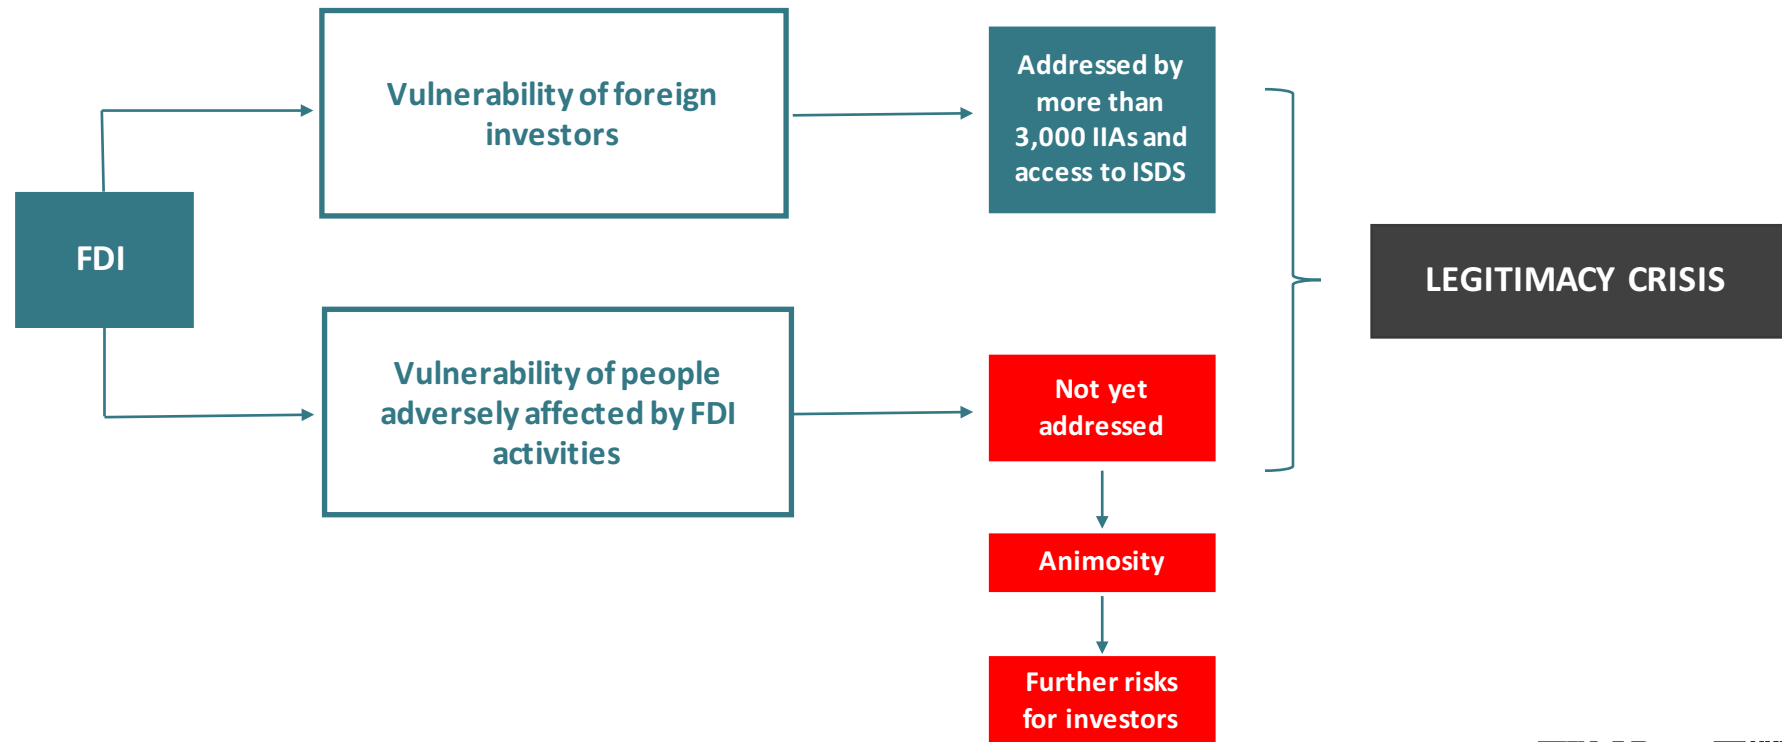 Vulnerability of foreign
investors
Addressed by
more than
3,000 IIAs and
access to ISDS
FDI
LEGITIMACY CRISIS
Vulnerability of people
adversely affected by FDI
activities
Not yet
addressed
Animosity
Further risks
for investors